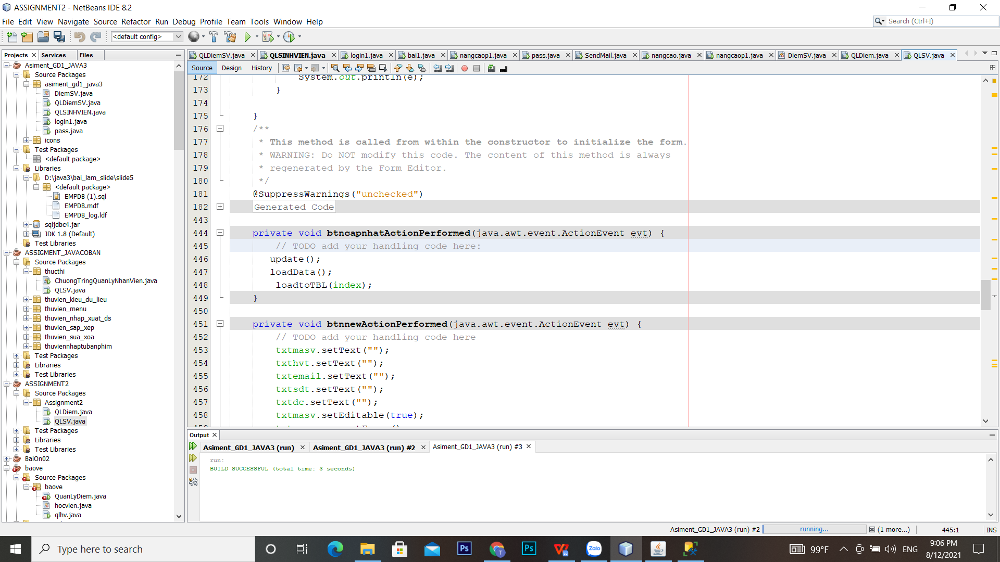 ASSIGNMENT2 - NetBeans IDE 8.2
File Edit View Navigate Source Refactor Run Debug Profile Team Tools Window Help
Search (Ctrl+I)
<default config>
Projects Services Files
QLDiemSV.java QLSINHVIEN.java login1.java bai1.java nangcaop1.java pass.java SendMail.java nangcao.java nangcaop1.java DiemSV.java QLDiem.java QLSV.java
Source Design History
Asiment_GD1_JAVA3
Source Packages
asiment_gd1_java3
DiemSV.java
QLDiemSV.java
QLSINHVIEN.java
login1.java
pass.java
icons
Test Packages
<default package>
Libraries
D:\java3\bai_lam_slide\slide5
<default package>
EMPDB (1).sql
EMPDB.mdf
EMPDB_log.ldf
sqljdbc4.jar
JDK 1.8 (Default)
Test Libraries
ASSIGMENT_JAVACOBAN
Source Packages
thucthi
ChuongTringQuanLyNhanVien.java
QLSV.java
thuvien_kieu_du_lieu
thuvien_menu
thuvien_nhap_xuat_ds
thuvien_sap_xep
thuvien_sua_xoa
thuviennhaptubanphim
Test Packages
Libraries
Test Libraries
ASSIGNMENT2
Source Packages
Assignment2
QLDiem.java
QLSV.java
Test Packages
Libraries
Test Libraries
BaiOn02
baove
Source Packages
baove
QuanLyDiem.java
hocvien.java
qlhv.java
172 System.out.println(e);
173 }
174
175 }
176 /**
177 * This method is called from within the constructor to initialize the form.
178 * WARNING: Do NOT modify this code. The content of this method is always
179 * regenerated by the Form Editor.
180 */
181 @SuppressWarnings("unchecked")
182 Generated Code
443
444 private void btncapnhatActionPerformed(java.awt.event.ActionEvent evt) {
445 // TODO add your handling code here:
446 update();
447 loadData();
448 loadtoTBL(index);
449 }
450
451 private void btnnewActionPerformed(java.awt.event.ActionEvent evt) {
452 // TODO add your handling code here
453 txtmasv.setText("");
454 txthvt.setText("");
455 txtemail.setText("");
456 txtsdt.setText("");
457 txtdc.setText("");
458 txtmasv.setEditable(true);
Output
Asiment_GD1_JAVA3 (run) Asiment_GD1_JAVA3 (run) #2 Asiment_GD1_JAVA3 (run) #3
run:
BUILD SUCCESSFUL (total time: 3 seconds)
Asiment_GD1_JAVA3 (run) #2 running... (1 more...) 445:1 INS
Type here to search
Ps
Ps
Zalo
T
99°F
ENG
9:06 PM
8/12/2021